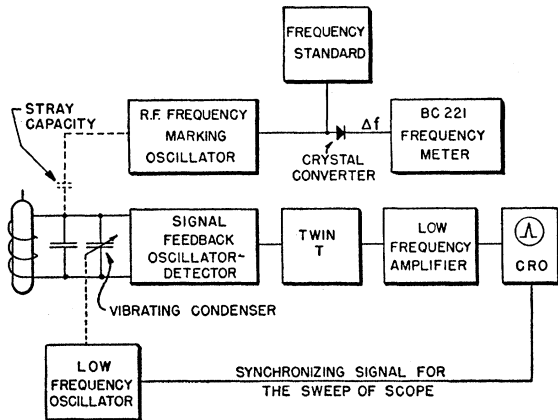 FREQUENCY
STANDARD
STRAY
CAPACITY
R.F. FREQUENCY
MARKING
OSCILLATOR
Δf
BC 221
FREQUENCY
METER
CRYSTAL
CONVERTER
SIGNAL
FEEDBACK
OSCILLATOR-
DETECTOR
TWIN
T
LOW
FREQUENCY
AMPLIFIER
CRO
VIBRATING CONDENSER
LOW
FREQUENCY
OSCILLATOR
SYNCHRONIZING SIGNAL FOR
THE SWEEP OF SCOPE